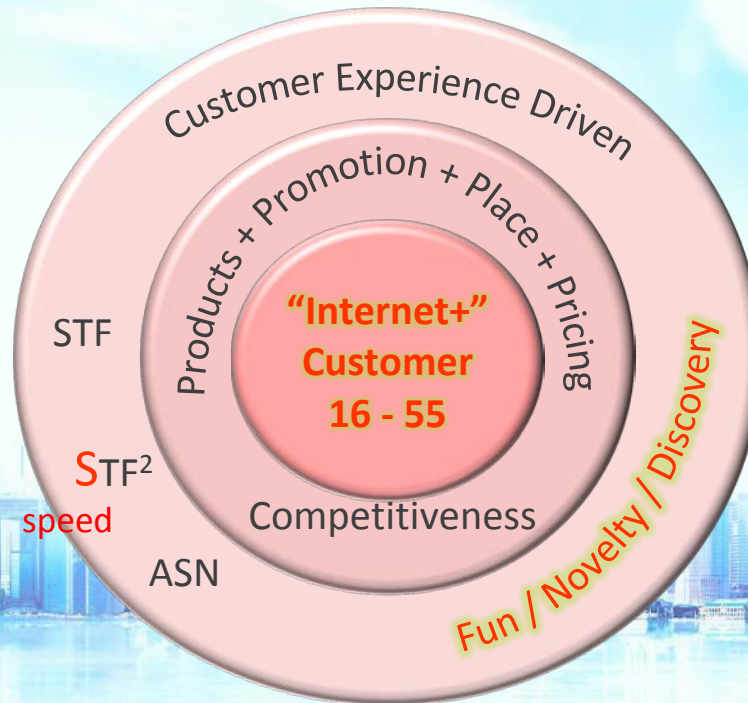 Customer Experience Driven
Products + Promotion + Place + Pricing
“Internet+”
Customer
16 - 55
STF
STF²
speed
Competitiveness
ASN
Fun / Novelty / Discovery